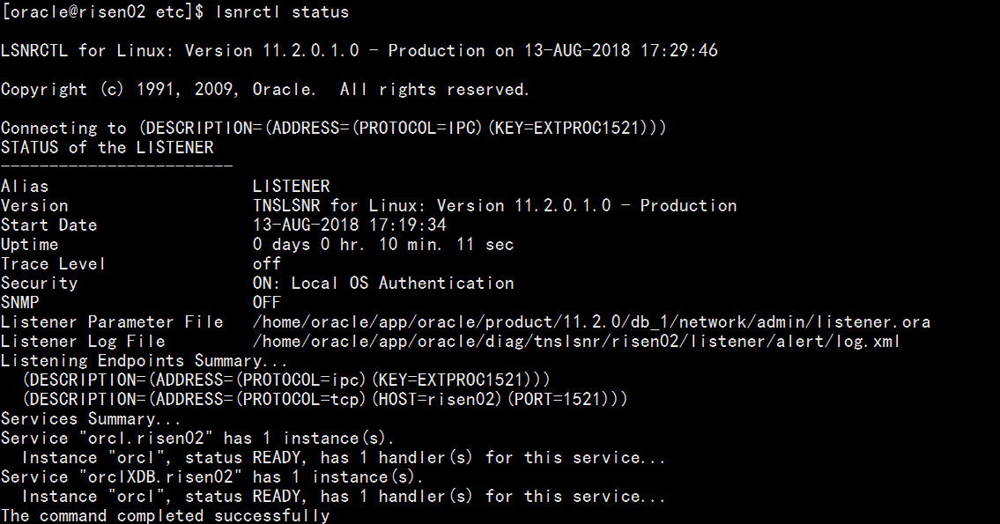 [oracle@risen02 etc]$ lsnrctl status
LSNRCTL for Linux: Version 11.2.0.1.0 - Production on 13-AUG-2018 17:29:46
Copyright (c) 1991, 2009, Oracle.  All rights reserved.
Connecting to (DESCRIPTION=(ADDRESS=(PROTOCOL=IPC)(KEY=EXTPROC1521)))
STATUS of the LISTENER
------------------------
Alias                     LISTENER
Version                   TNSLSNR for Linux: Version 11.2.0.1.0 - Production
Start Date                13-AUG-2018 17:19:34
Uptime                    0 days 0 hr. 10 min. 11 sec
Trace Level               off
Security                  ON: Local OS Authentication
SNMP                      OFF
Listener Parameter File   /home/oracle/app/oracle/product/11.2.0/db_1/network/admin/listener.ora
Listener Log File         /home/oracle/app/oracle/diag/tnslsnr/risen02/listener/alert/log.xml
Listening Endpoints Summary...
  (DESCRIPTION=(ADDRESS=(PROTOCOL=ipc)(KEY=EXTPROC1521)))
  (DESCRIPTION=(ADDRESS=(PROTOCOL=tcp)(HOST=risen02)(PORT=1521)))
Services Summary...
Service "orcl.risen02" has 1 instance(s).
  Instance "orcl", status READY, has 1 handler(s) for this service...
Service "orclXDB.risen02" has 1 instance(s).
  Instance "orcl", status READY, has 1 handler(s) for this service...
The command completed successfully